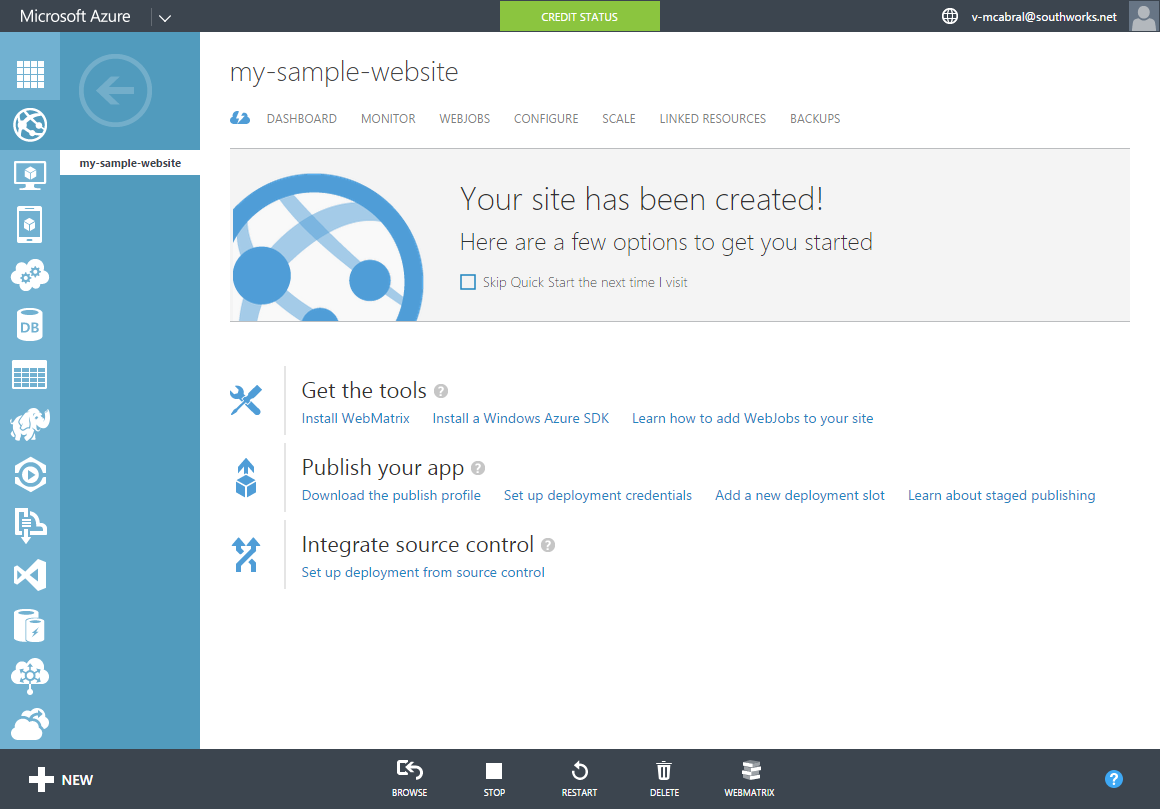 Microsoft Azure CREDIT STATUS v-mcabral@southworks.net
my-sample-website
DASHBOARD MONITOR WEBJOBS CONFIGURE SCALE LINKED RESOURCES BACKUPS
my-sample-website
Your site has been created!
Here are a few options to get you started
Skip Quick Start the next time I visit
Get the tools ?
Install WebMatrix Install a Windows Azure SDK Learn how to add WebJobs to your site
DB
Publish your app ?
Download the publish profile Set up deployment credentials Add a new deployment slot Learn about staged publishing
Integrate source control ?
Set up deployment from source control
NEW BROWSE STOP RESTART DELETE WEBMATRIX ?